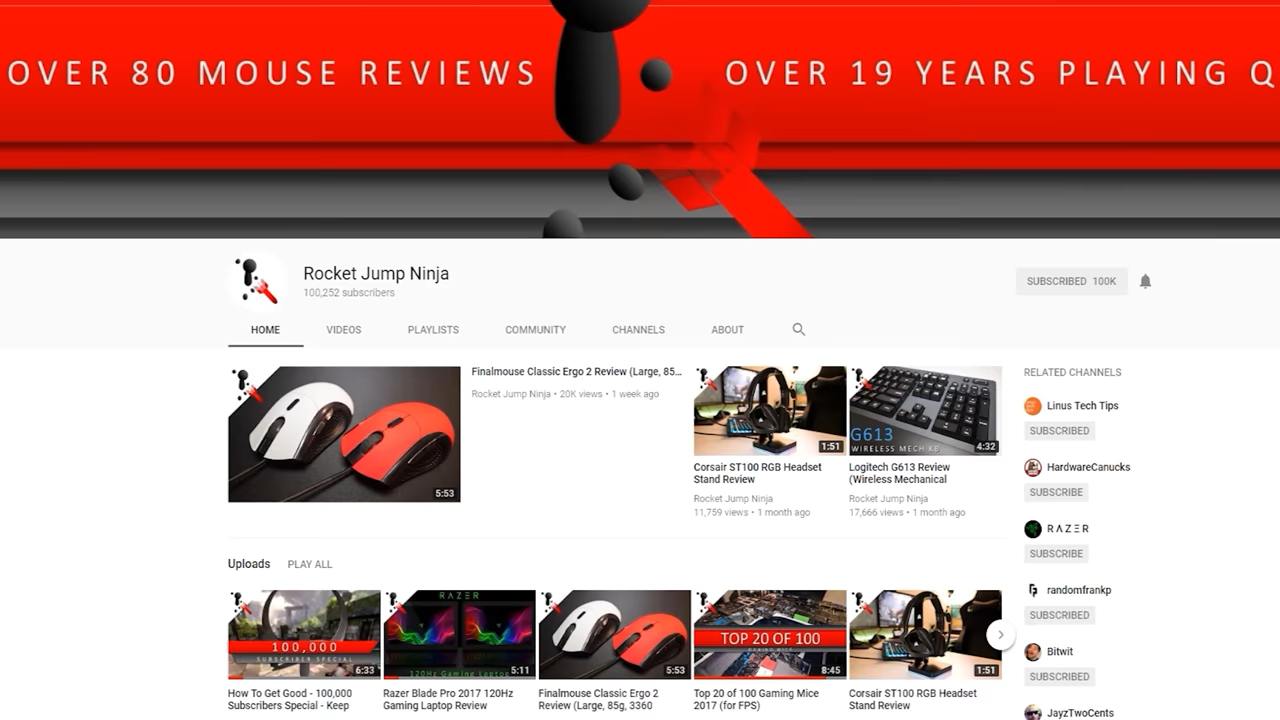 OVER 80 MOUSE REVIEWS
OVER 19 YEARS PLAYING Q
Rocket Jump Ninja
100,252 subscribers
SUBSCRIBED 100K
HOME
VIDEOS
PLAYLISTS
COMMUNITY
CHANNELS
ABOUT
5:53
Finalmouse Classic Ergo 2 Review (Large, 85...
Rocket Jump Ninja • 20K views • 1 week ago
1:51
Corsair ST100 RGB Headset
Stand Review
Rocket Jump Ninja
11,759 views • 1 month ago
G613
WIRELESS MECH KB
4:32
Logitech G613 Review
(Wireless Mechanical
Rocket Jump Ninja
17,666 views • 1 month ago
RELATED CHANNELS
Linus Tech Tips
SUBSCRIBED
HardwareCanucks
SUBSCRIBE
RAZER
SUBSCRIBE
randomfrankp
SUBSCRIBED
Bitwit
SUBSCRIBED
JayzTwoCents
Uploads
PLAY ALL
100,000
SUBSCRIBER SPECIAL
6:33
How To Get Good - 100,000
Subscribers Special - Keep
RAZER
120Hz Gaming Laptop
5:11
Razer Blade Pro 2017 120Hz
Gaming Laptop Review
5:53
Finalmouse Classic Ergo 2
Review (Large, 85g, 3360
TOP 20 OF 100
GAMING MICE
8:45
Top 20 of 100 Gaming Mice
2017 (for FPS)
1:51
Corsair ST100 RGB Headset
Stand Review